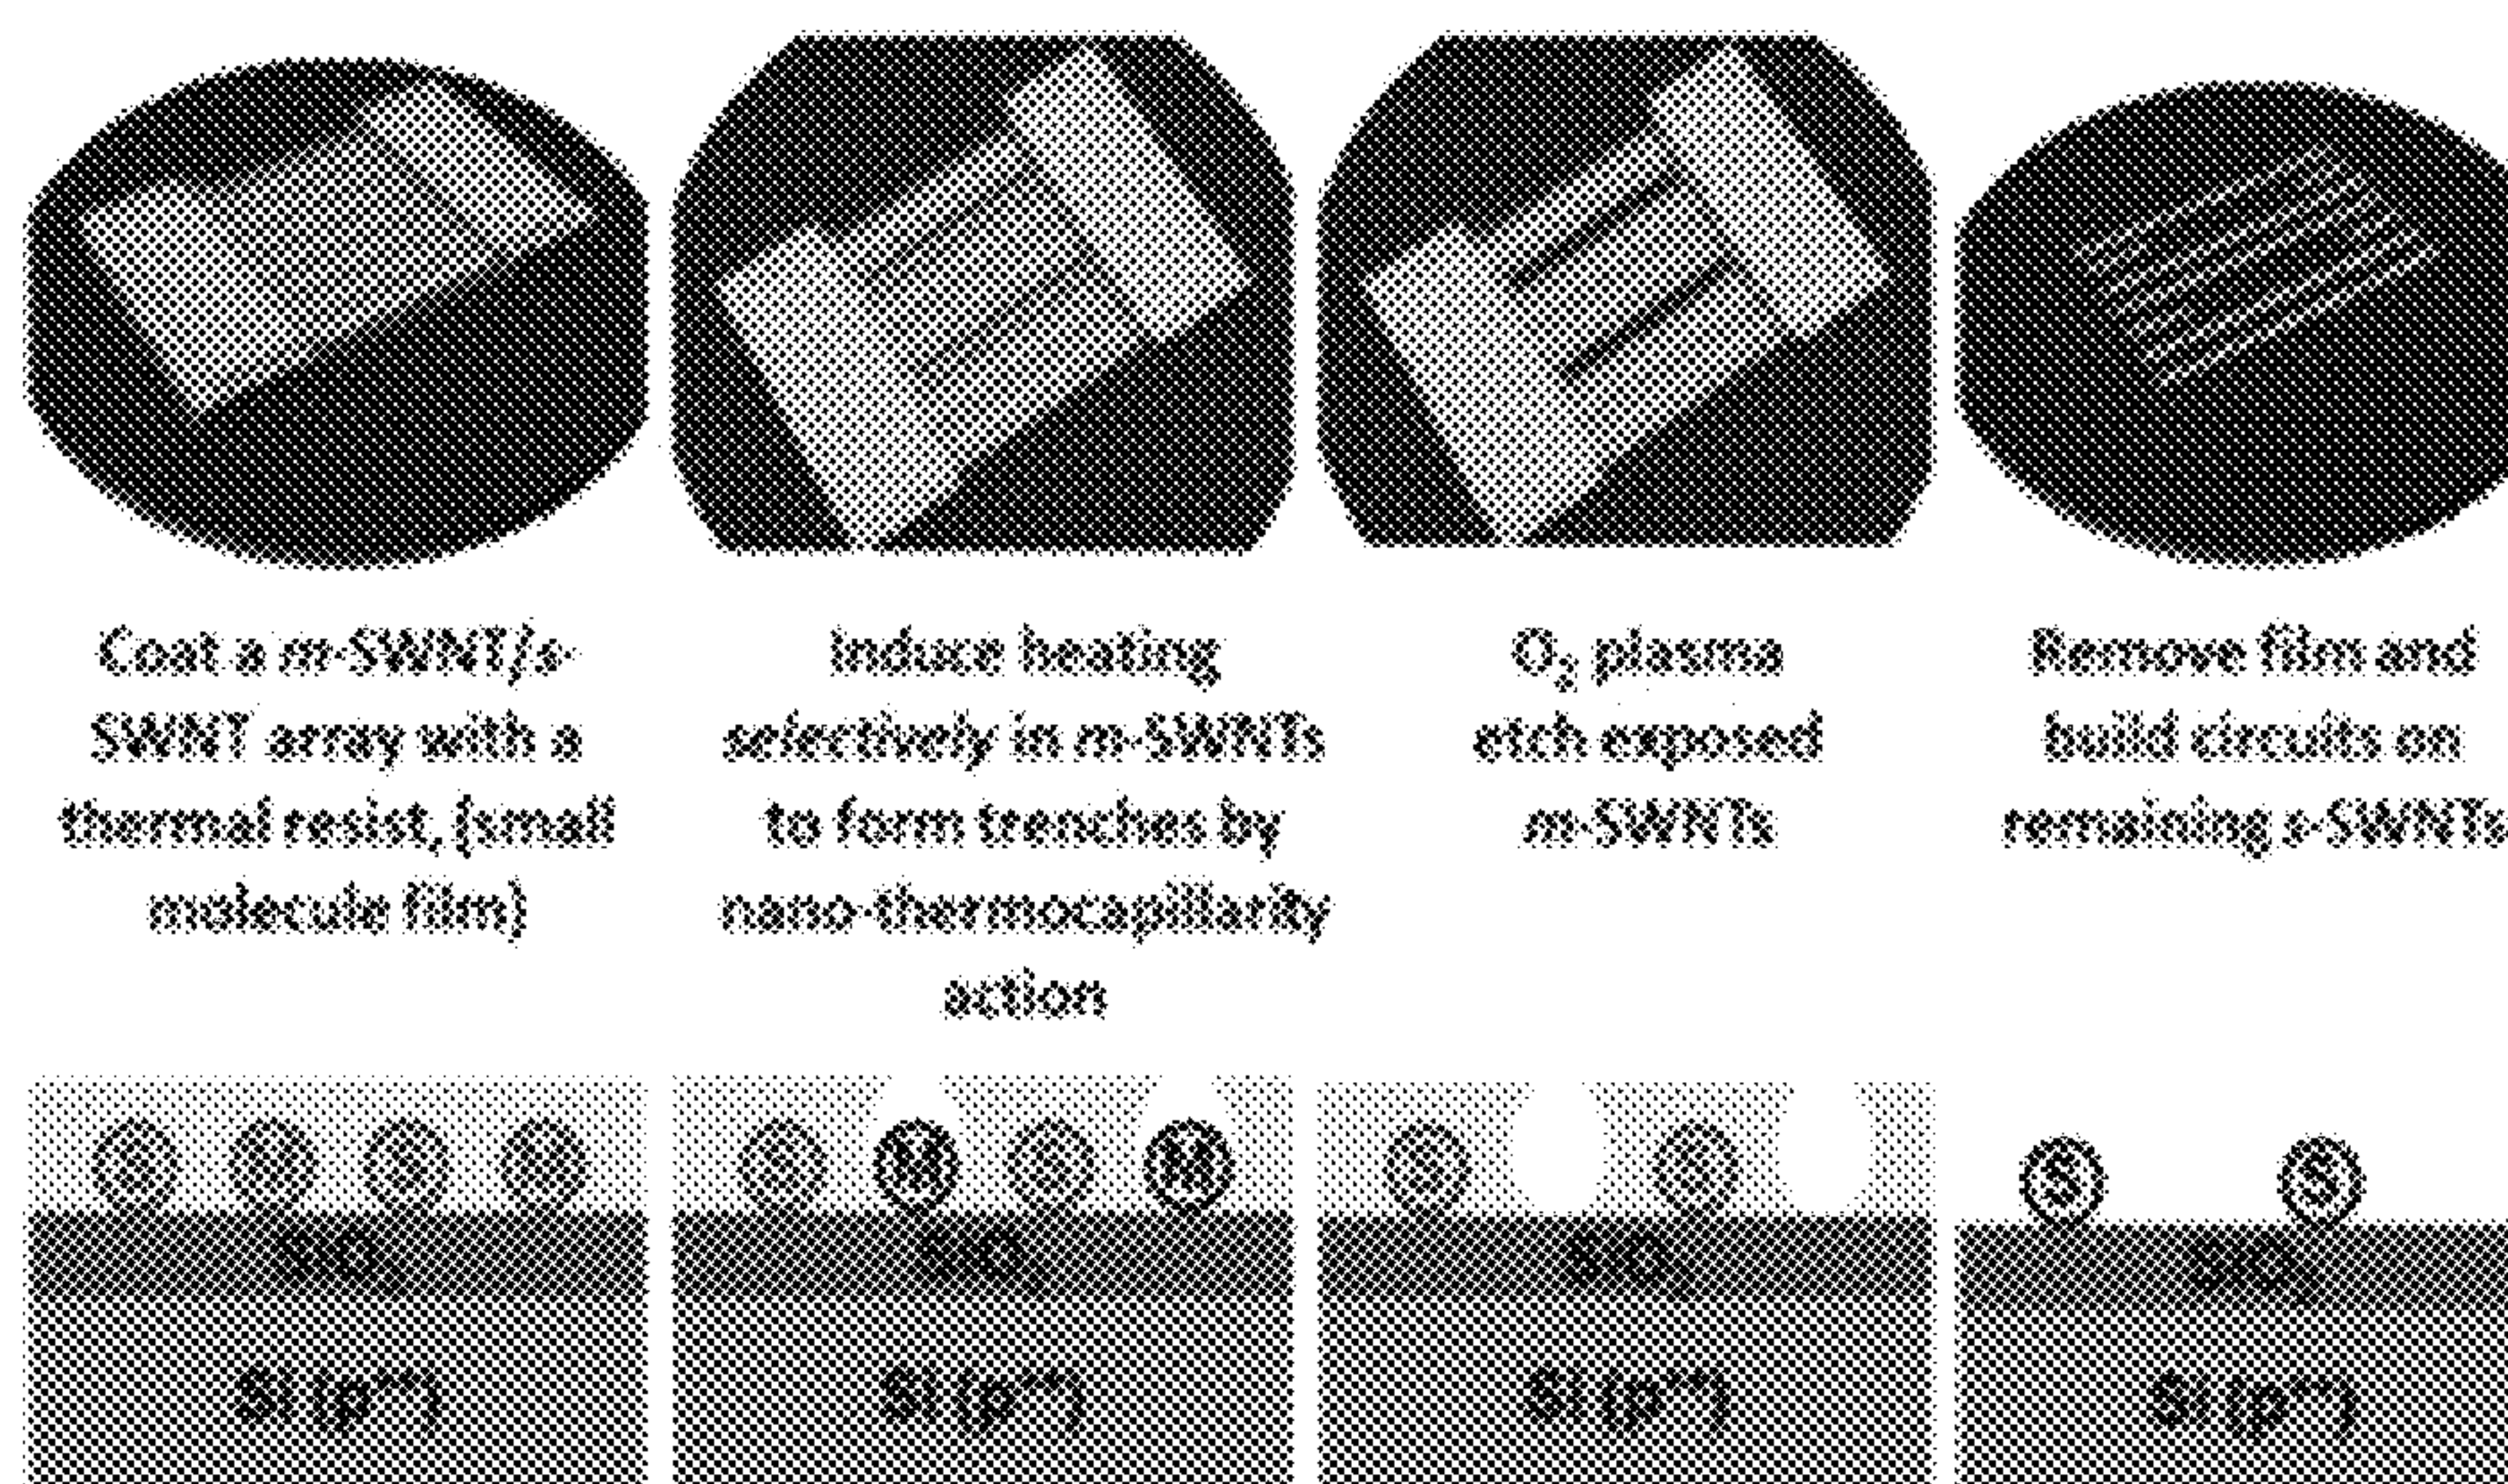 Coat a m-SWNT/s-
SWNT array with a
thermal resist, (small
molecule film)
Induce heating
selectively in m-SWNTs
to form trenches by
nano-thermocapillarity
action
O₂ plasma
etch exposed
m-SWNTs
Remove film and
build circuits on
remaining s-SWNTs
S
S
M
S
M
S
S
S
S
Si (p⁺⁺)
Si (p⁺⁺)
Si (p⁺⁺)
Si (p⁺⁺)